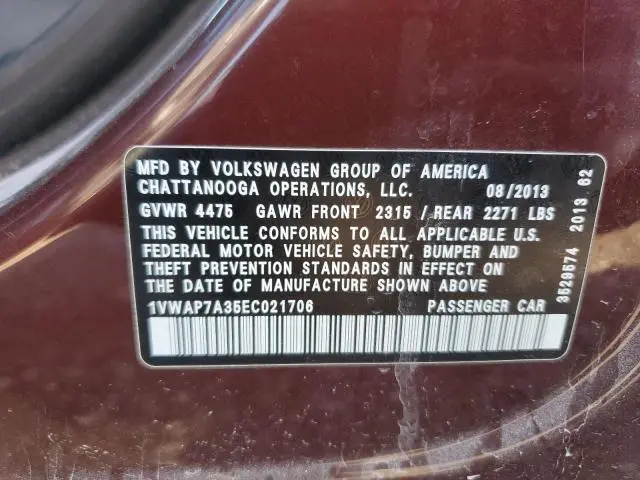 MFD BY VOLKSWAGEN GROUP OF AMERICA
CHATTANOOGA OPERATIONS, LLC. 08/2013
GVWR 4475 GAWR FRONT 2315 / REAR 2271 LBS
THIS VEHICLE CONFORMS TO ALL APPLICABLE U.S.
FEDERAL MOTOR VEHICLE SAFETY, BUMPER AND
THEFT PREVENTION STANDARDS IN EFFECT ON
THE DATE OF MANUFACTURE SHOWN ABOVE
1VWAP7A35EC021706 PASSENGER CAR
3529574 2013 62